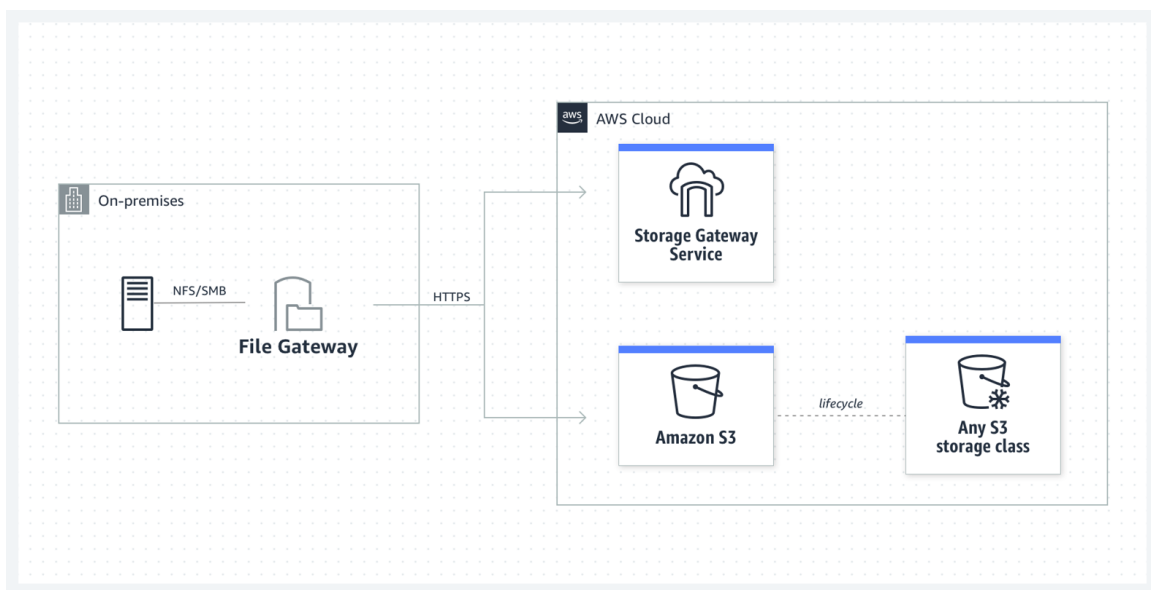 aws
AWS Cloud
Storage Gateway
Service
On-premises
NFS/SMB
File Gateway
HTTPS
Amazon S3
lifecycle
Any S3
storage class